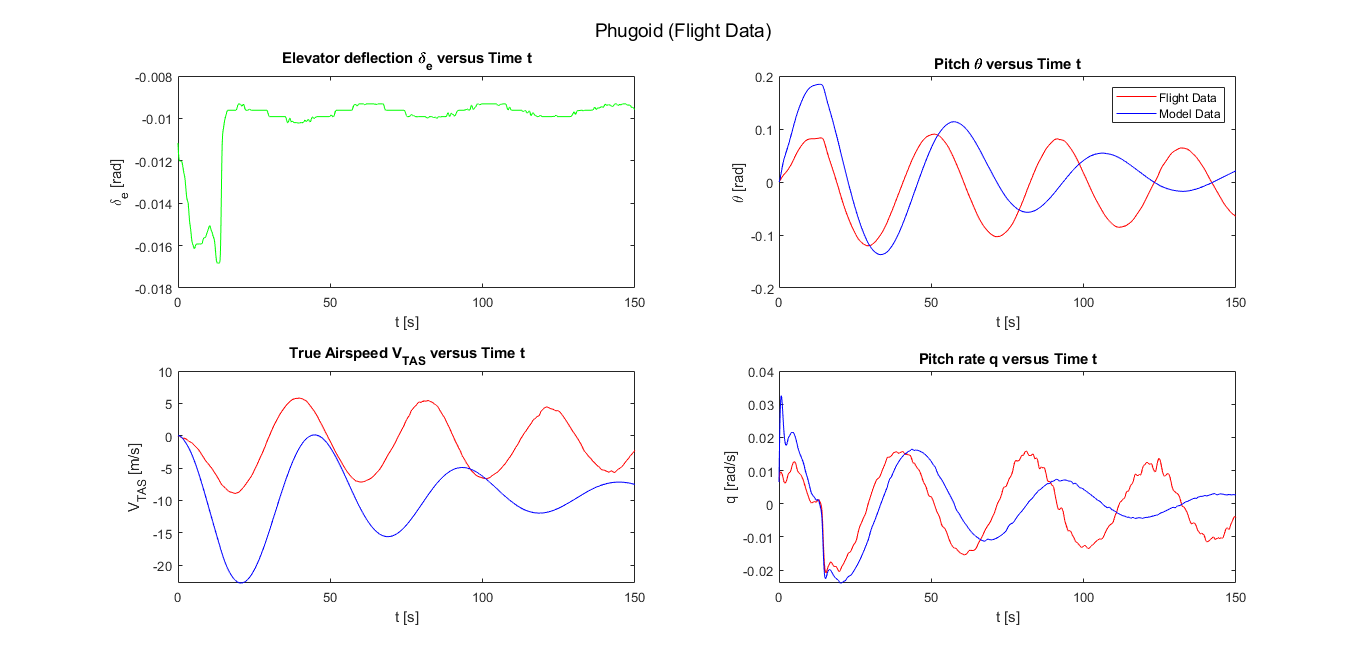 Phugoid (Flight Data)
Elevator deflection δe versus Time t
-0.008
-0.01
-0.012
-0.014
-0.016
-0.018
δe [rad]
0 50 100 150
t [s]
Pitch θ versus Time t
0.2
0.1
0
-0.1
-0.2
θ [rad]
Flight Data
Model Data
0 50 100 150
t [s]
True Airspeed VTAS versus Time t
10
5
0
-5
-10
-15
-20
VTAS [m/s]
0 50 100 150
t [s]
Pitch rate q versus Time t
0.04
0.03
0.02
0.01
0
-0.01
-0.02
q [rad/s]
0 50 100 150
t [s]